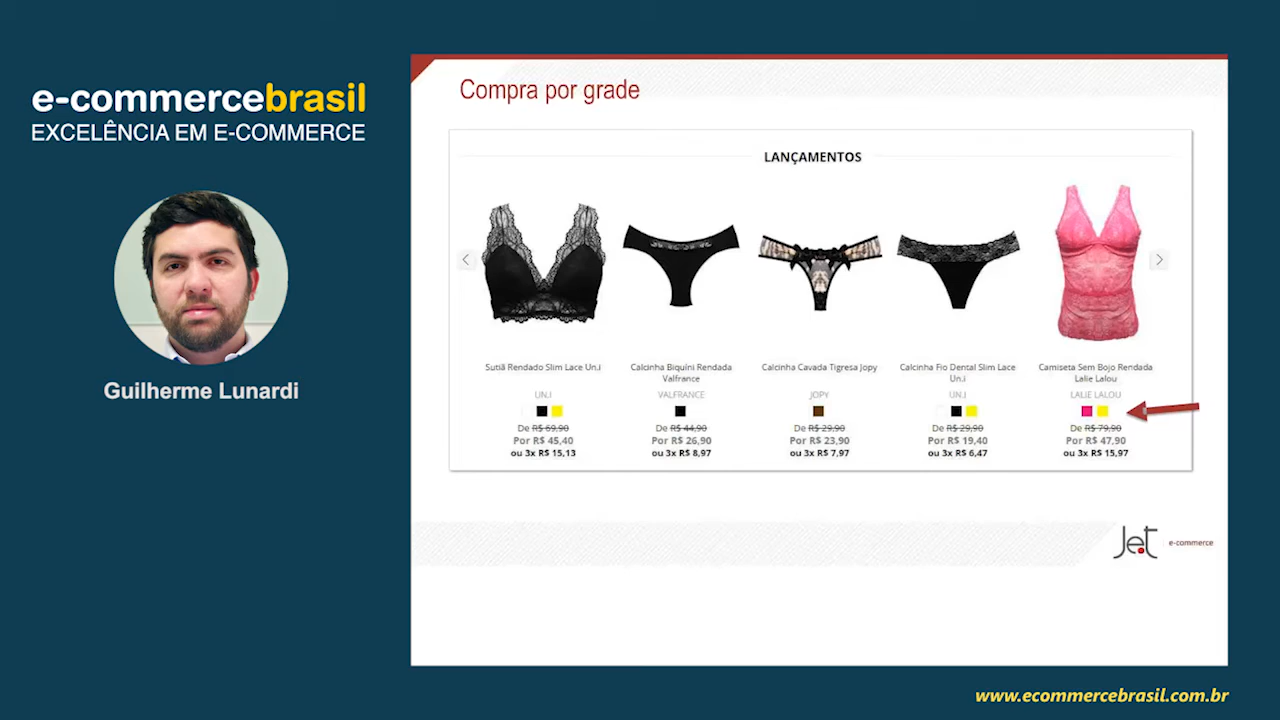 e-commercebrasil
EXCELÊNCIA EM E-COMMERCE
Guilherme Lunardi
Compra por grade
LANÇAMENTOS
Sutiã Rendado Slim Lace Un.i
UN.I
De R$ 69,90
Por R$ 45,40
ou 3x R$ 15,13
Calcinha Biquíni Rendada
Valfrance
VALFRANCE
De R$ 44,90
Por R$ 26,90
ou 3x R$ 8,97
Calcinha Cavada Tigresa Jopy
JOPY
De R$ 29,90
Por R$ 23,90
ou 3x R$ 7,97
Calcinha Fio Dental Slim Lace
Un.i
UN.I
De R$ 29,90
Por R$ 19,40
ou 3x R$ 6,47
Camiseta Sem Bojo Rendada
Lalie Lalou
LALIE LALOU
De R$ 79,90
Por R$ 47,90
ou 3x R$ 15,97
Jet e-commerce
www.ecommercebrasil.com.br